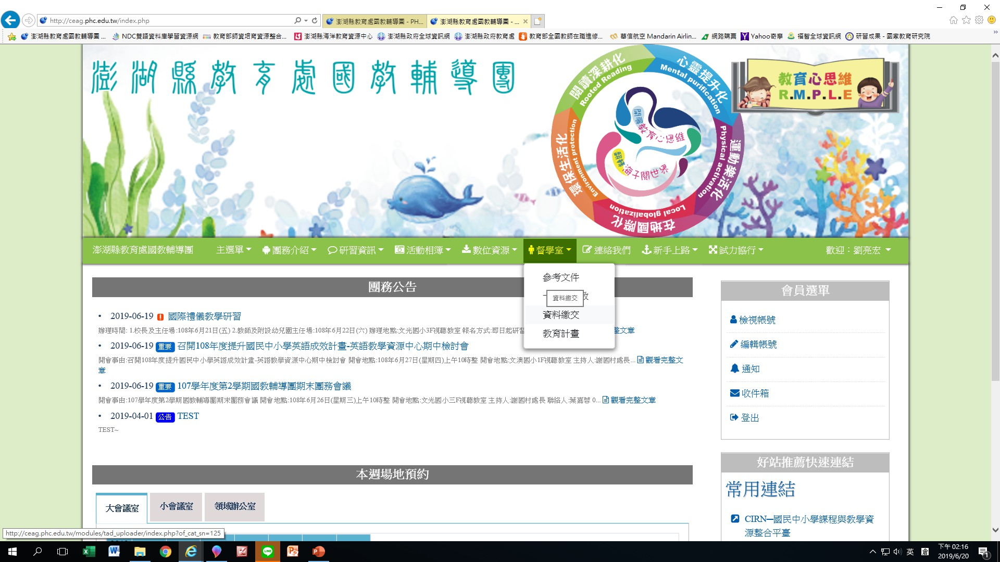 http://ceag.phc.edu.tw/index.php
澎湖縣教育處國教輔導團 - PH...
澎湖縣教育處國教輔導團 - ...
澎湖縣教育處國教輔導團 ...
NDC雙語資料庫學習資源網
教育部師資培育資源整合...
澎湖縣海洋教育資源中心
澎湖縣政府全球資訊網
澎湖縣政府教育處
教育部全國教師在職進修...
華信航空 Mandarin Airlin...
網路購票
Yahoo奇摩
福智全球資訊網
研習成果 - 國家教育研究院
澎湖縣教育處國教輔導團
閱讀深耕化
Rooted Reading
心靈提升化
Mental purification
運動樂活化
Physical activation
在地國際化
Local globalization
環保生活化
Environment protection
開展
教育心思維
翻轉
海子闖世界
教育心思維
R.M.P.L.E
澎湖縣教育處國教輔導團
主選單
團務介紹
研習資訊
活動相簿
數位資源
督學室
連絡我們
新手上路
試力協行
歡迎：劉亮宏
參考文件
資料繳交
資料繳交
教育計畫
團務公告
• 2019-06-19 國際禮儀教學研習
辦理時間: 1.校長及主任場:108年6月21日(五) 2.教師及附設幼兒園主任場:108年6月22日(六) 辦理地點:文光國小3F視聽教室 報名方式:即日起研習 整文章
• 2019-06-19 重要 召開108年度提升國民中小學英語成效計畫-英語教學資源中心期中檢討會
開會事由:召開108年度提升國民中小學英語成效計畫-英語教學資源中心期中檢討會 開會地點:108年6月27日(星期四)上午10時整 開會地點:文澳國小1F視聽教室 主持人:謝國村處長... 觀看完整文
章
• 2019-06-19 重要 107學年度第2學期國教輔導團期末團務會議
開會事由:107學年度第2學期國教輔導團期末團務會議 開會地點:108年6月26日(星期三)上午10時整 開會地點:文光國小三F視聽教室 主持人:謝國村處長 聯絡人:葉嘉蓉 0... 觀看完整文章
• 2019-04-01 公告 TEST
TEST~
本週場地預約
大會議室
小會議室
領域辦公室
會員選單
檢視帳號
編輯帳號
通知
收件箱
登出
好站推薦快速連結
常用連結
CIRN─國民中小學課程與教學資
源整合平臺
http://ceag.phc.edu.tw/modules/tad_uploader/index.php?of_cat_sn=125
英
下午 02:16
2019/6/20
1